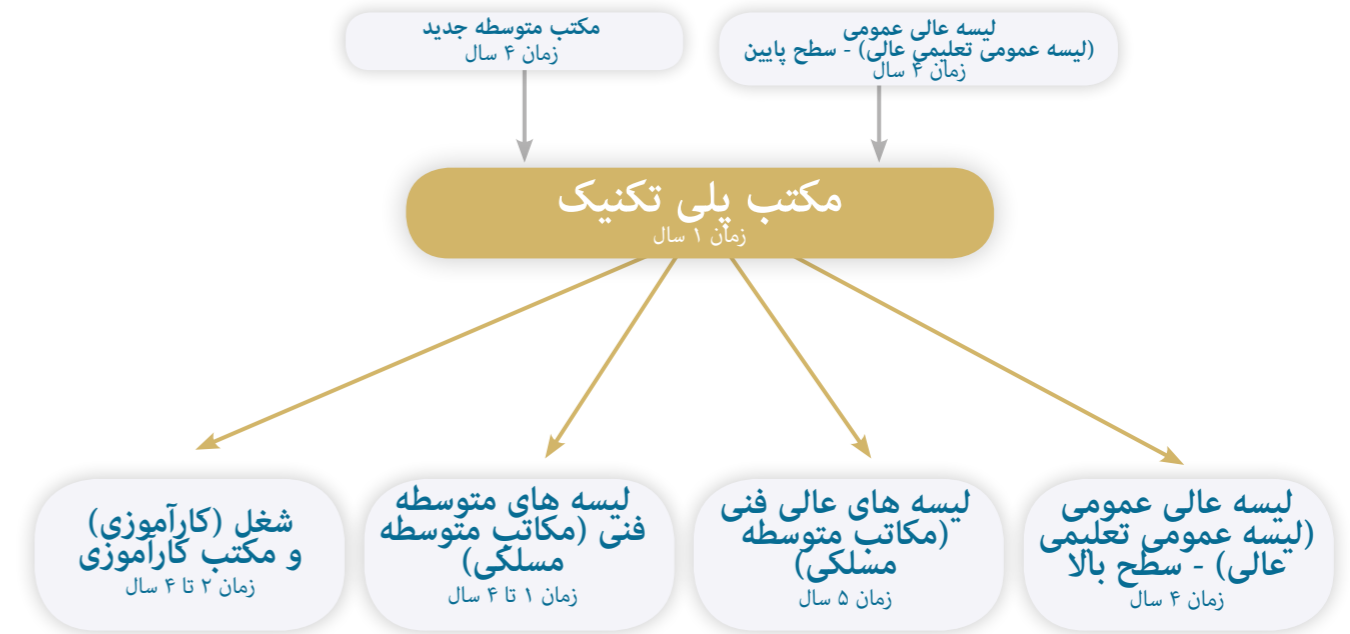 لیسه عالی عمومی
(لیسه عمومی تعلیمی عالی) - سطح پایین
زمان ۴ سال
مکتب متوسطه جدید
زمان ۴ سال
مکتب پلی تکنیک
زمان ۱ سال
لیسه عالی عمومی
(لیسه عمومی تعلیمی
عالی) - سطح بالا
زمان ۴ سال
لیسه های عالی فنی
(مکاتب متوسطه
مسلکی)
زمان ۵ سال
لیسه های متوسطه
فنی (مکاتب متوسطه
مسلکی)
زمان ۱ تا ۴ سال
شغل (کارآموزی)
و مکتب کارآموزی
زمان ۲ تا ۴ سال